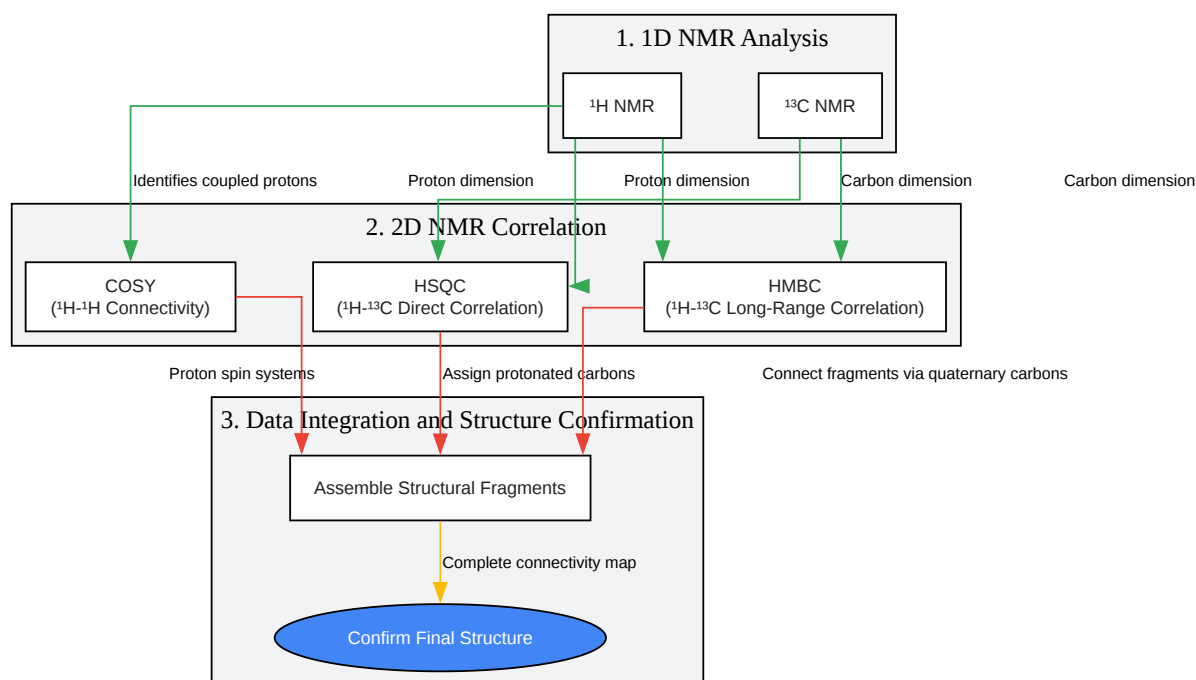 1. 1D NMR Analysis
¹H NMR
¹³C NMR
Identifies coupled protons
Proton dimension
Proton dimension
Carbon dimension
Carbon dimension
2. 2D NMR Correlation
COSY
(¹H-¹H Connectivity)
HSQC
(¹H-¹³C Direct Correlation)
HMBC
(¹H-¹³C Long-Range Correlation)
Proton spin systems
Assign protonated carbons
Connect fragments via quaternary carbons
3. Data Integration and Structure Confirmation
Assemble Structural Fragments
Complete connectivity map
Confirm Final Structure